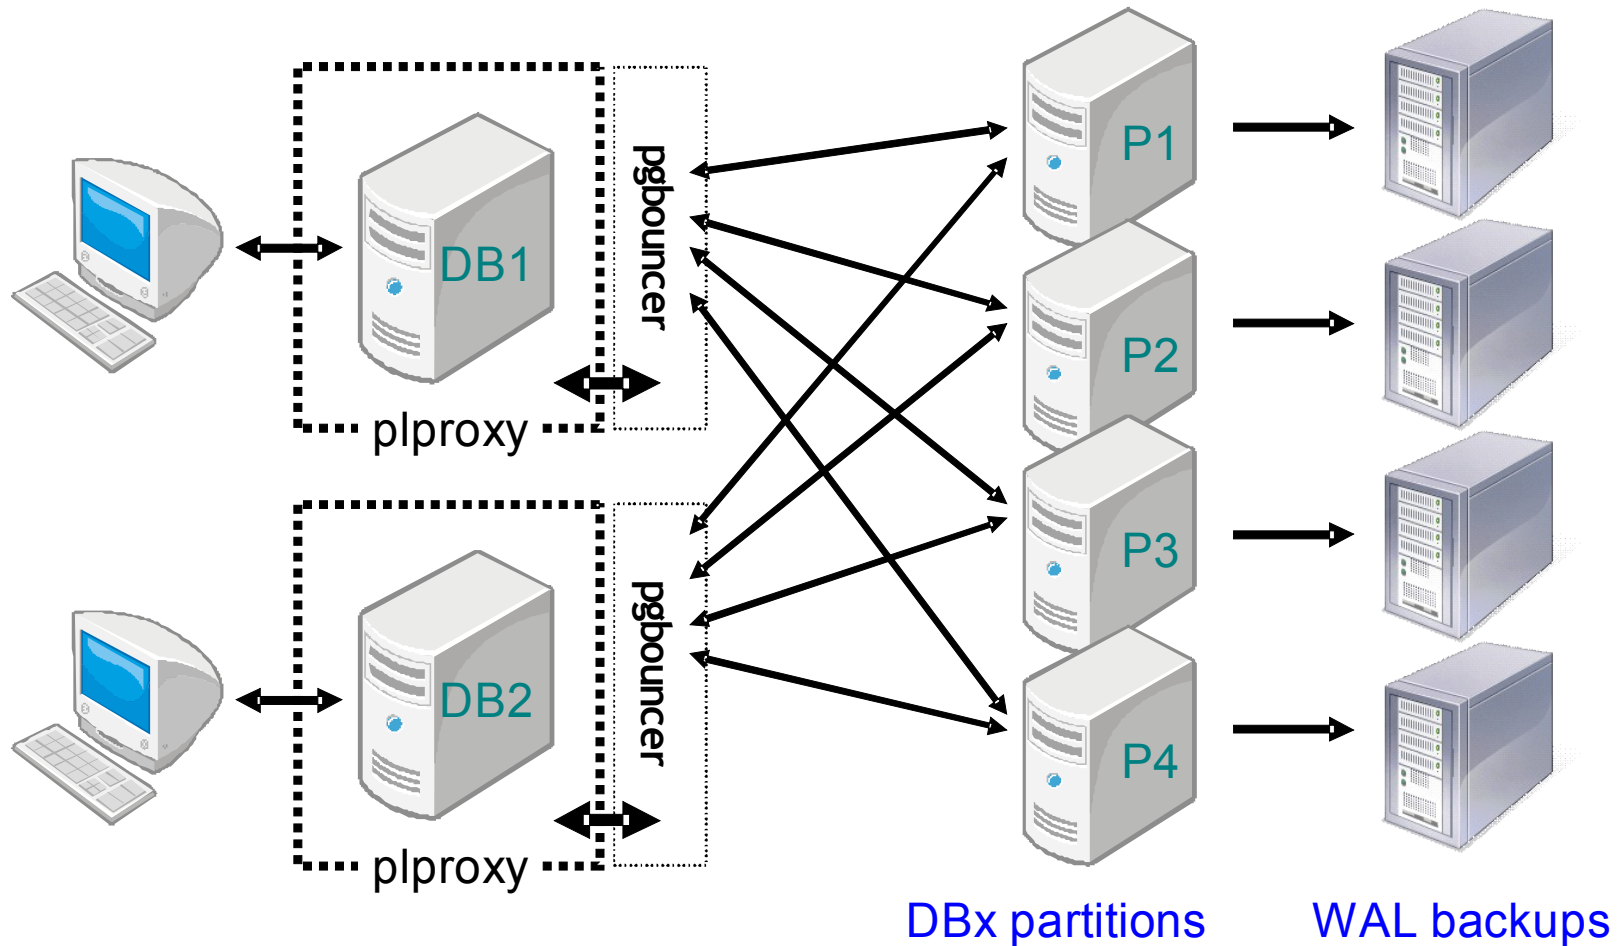 DB1
plproxy
pgbouncer
DB2
plproxy
pgbouncer
P1
P2
P3
P4
DBx partitions
WAL backups